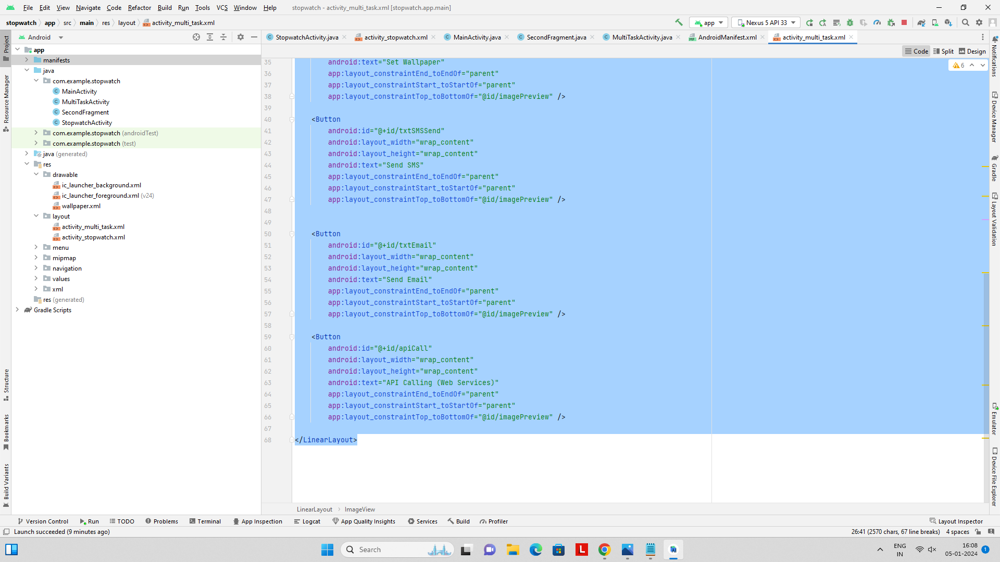 File Edit View Navigate Code Refactor Build Run Tools VCS Window Help stopwatch - activity_multi_task.xml [stopwatch.app.main]
stopwatch app src main res layout activity_multi_task.xml app Nexus 5 API 33
Project
Android
StopwatchActivity.java activity_stopwatch.xml MainActivity.java SecondFragment.java MultiTaskActivity.java AndroidManifest.xml activity_multi_task.xml
Notifications
Code Split Design
6
app
manifests
java
com.example.stopwatch
MainActivity
MultiTaskActivity
SecondFragment
StopwatchActivity
com.example.stopwatch (androidTest)
com.example.stopwatch (test)
java (generated)
res
drawable
ic_launcher_background.xml
ic_launcher_foreground.xml (v24)
wallpaper.xml
layout
activity_multi_task.xml
activity_stopwatch.xml
menu
mipmap
navigation
values
xml
res (generated)
Gradle Scripts
Resource Manager
Structure
Bookmarks
Build Variants
35 android:text="Set Wallpaper"
36 app:layout_constraintEnd_toEndOf="parent"
37 app:layout_constraintStart_toStartOf="parent"
38 app:layout_constraintTop_toBottomOf="@id/imagePreview" />
39
40 <Button
41 android:id="@+id/txtSMSSend"
42 android:layout_width="wrap_content"
43 android:layout_height="wrap_content"
44 android:text="Send SMS"
45 app:layout_constraintEnd_toEndOf="parent"
46 app:layout_constraintStart_toStartOf="parent"
47 app:layout_constraintTop_toBottomOf="@id/imagePreview" />
48
49
50 <Button
51 android:id="@+id/txtEmail"
52 android:layout_width="wrap_content"
53 android:layout_height="wrap_content"
54 android:text="Send Email"
55 app:layout_constraintEnd_toEndOf="parent"
56 app:layout_constraintStart_toStartOf="parent"
57 app:layout_constraintTop_toBottomOf="@id/imagePreview" />
58
59 <Button
60 android:id="@+id/apiCall"
61 android:layout_width="wrap_content"
62 android:layout_height="wrap_content"
63 android:text="API Calling (Web Services)"
64 app:layout_constraintEnd_toEndOf="parent"
65 app:layout_constraintStart_toStartOf="parent"
66 app:layout_constraintTop_toBottomOf="@id/imagePreview" />
67
68 </LinearLayout>
Device Manager
Gradle
Layout Validation
Emulator
Device File Explorer
LinearLayout ImageView
Version Control Run TODO Problems Terminal App Inspection Logcat App Quality Insights Services Build Profiler Layout Inspector
Launch succeeded (9 minutes ago) 26:41 (2570 chars, 67 line breaks) 4 spaces
Search
L
ENG
IN
16:08
05-01-2024
1